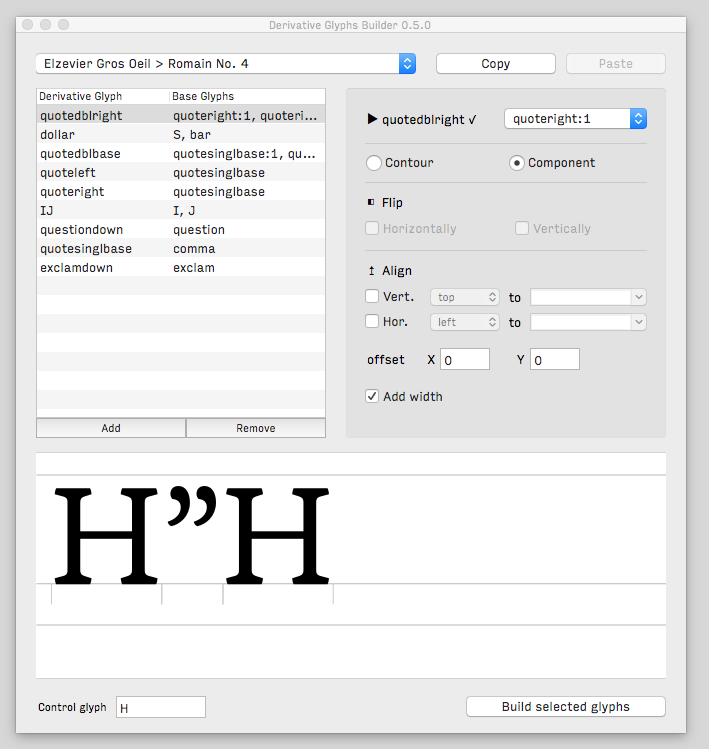 Derivative Glyphs Builder 0.5.0
Elzevier Gros Oeil > Romain No. 4
Copy
Paste
Derivative Glyph Base Glyphs
quotedblright quoteright:1, quoteri...
dollar S, bar
quotedblbase quotesinglbase:1, qu...
quoteleft quotesinglbase
quoteright quotesinglbase
IJ I, J
questiondown question
quotesinglbase comma
exclamdown exclam
Add Remove
▶ quotedblright ✓ quoteright:1
Contour Component
Flip
Horizontally Vertically
↥ Align
Vert. top to
Hor. left to
offset X 0 Y 0
Add width
H”H
Control glyph H
Build selected glyphs